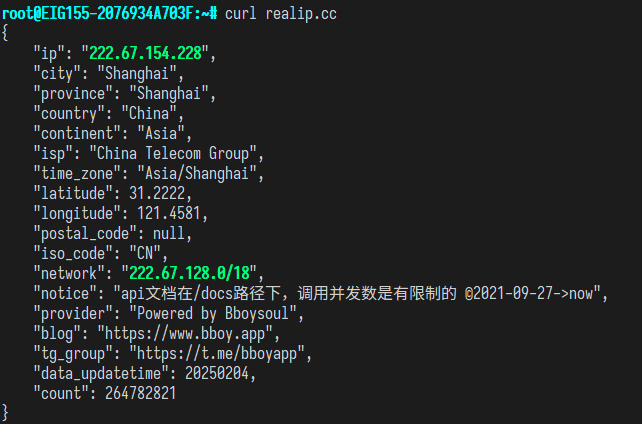 root@EIG155-2076934A703F:~# curl realip.cc
{
    "ip": "222.67.154.228",
    "city": "Shanghai",
    "province": "Shanghai",
    "country": "China",
    "continent": "Asia",
    "isp": "China Telecom Group",
    "time_zone": "Asia/Shanghai",
    "latitude": 31.2222,
    "longitude": 121.4581,
    "postal_code": null,
    "iso_code": "CN",
    "network": "222.67.128.0/18",
    "notice": "api文档在/docs路径下，调用并发数是有限制的 @2021-09-27->now",
    "provider": "Powered by Bboysoul",
    "blog": "https://www.bboy.app",
    "tg_group": "https://t.me/bboyapp",
    "data_updatetime": 20250204,
    "count": 264782821
}